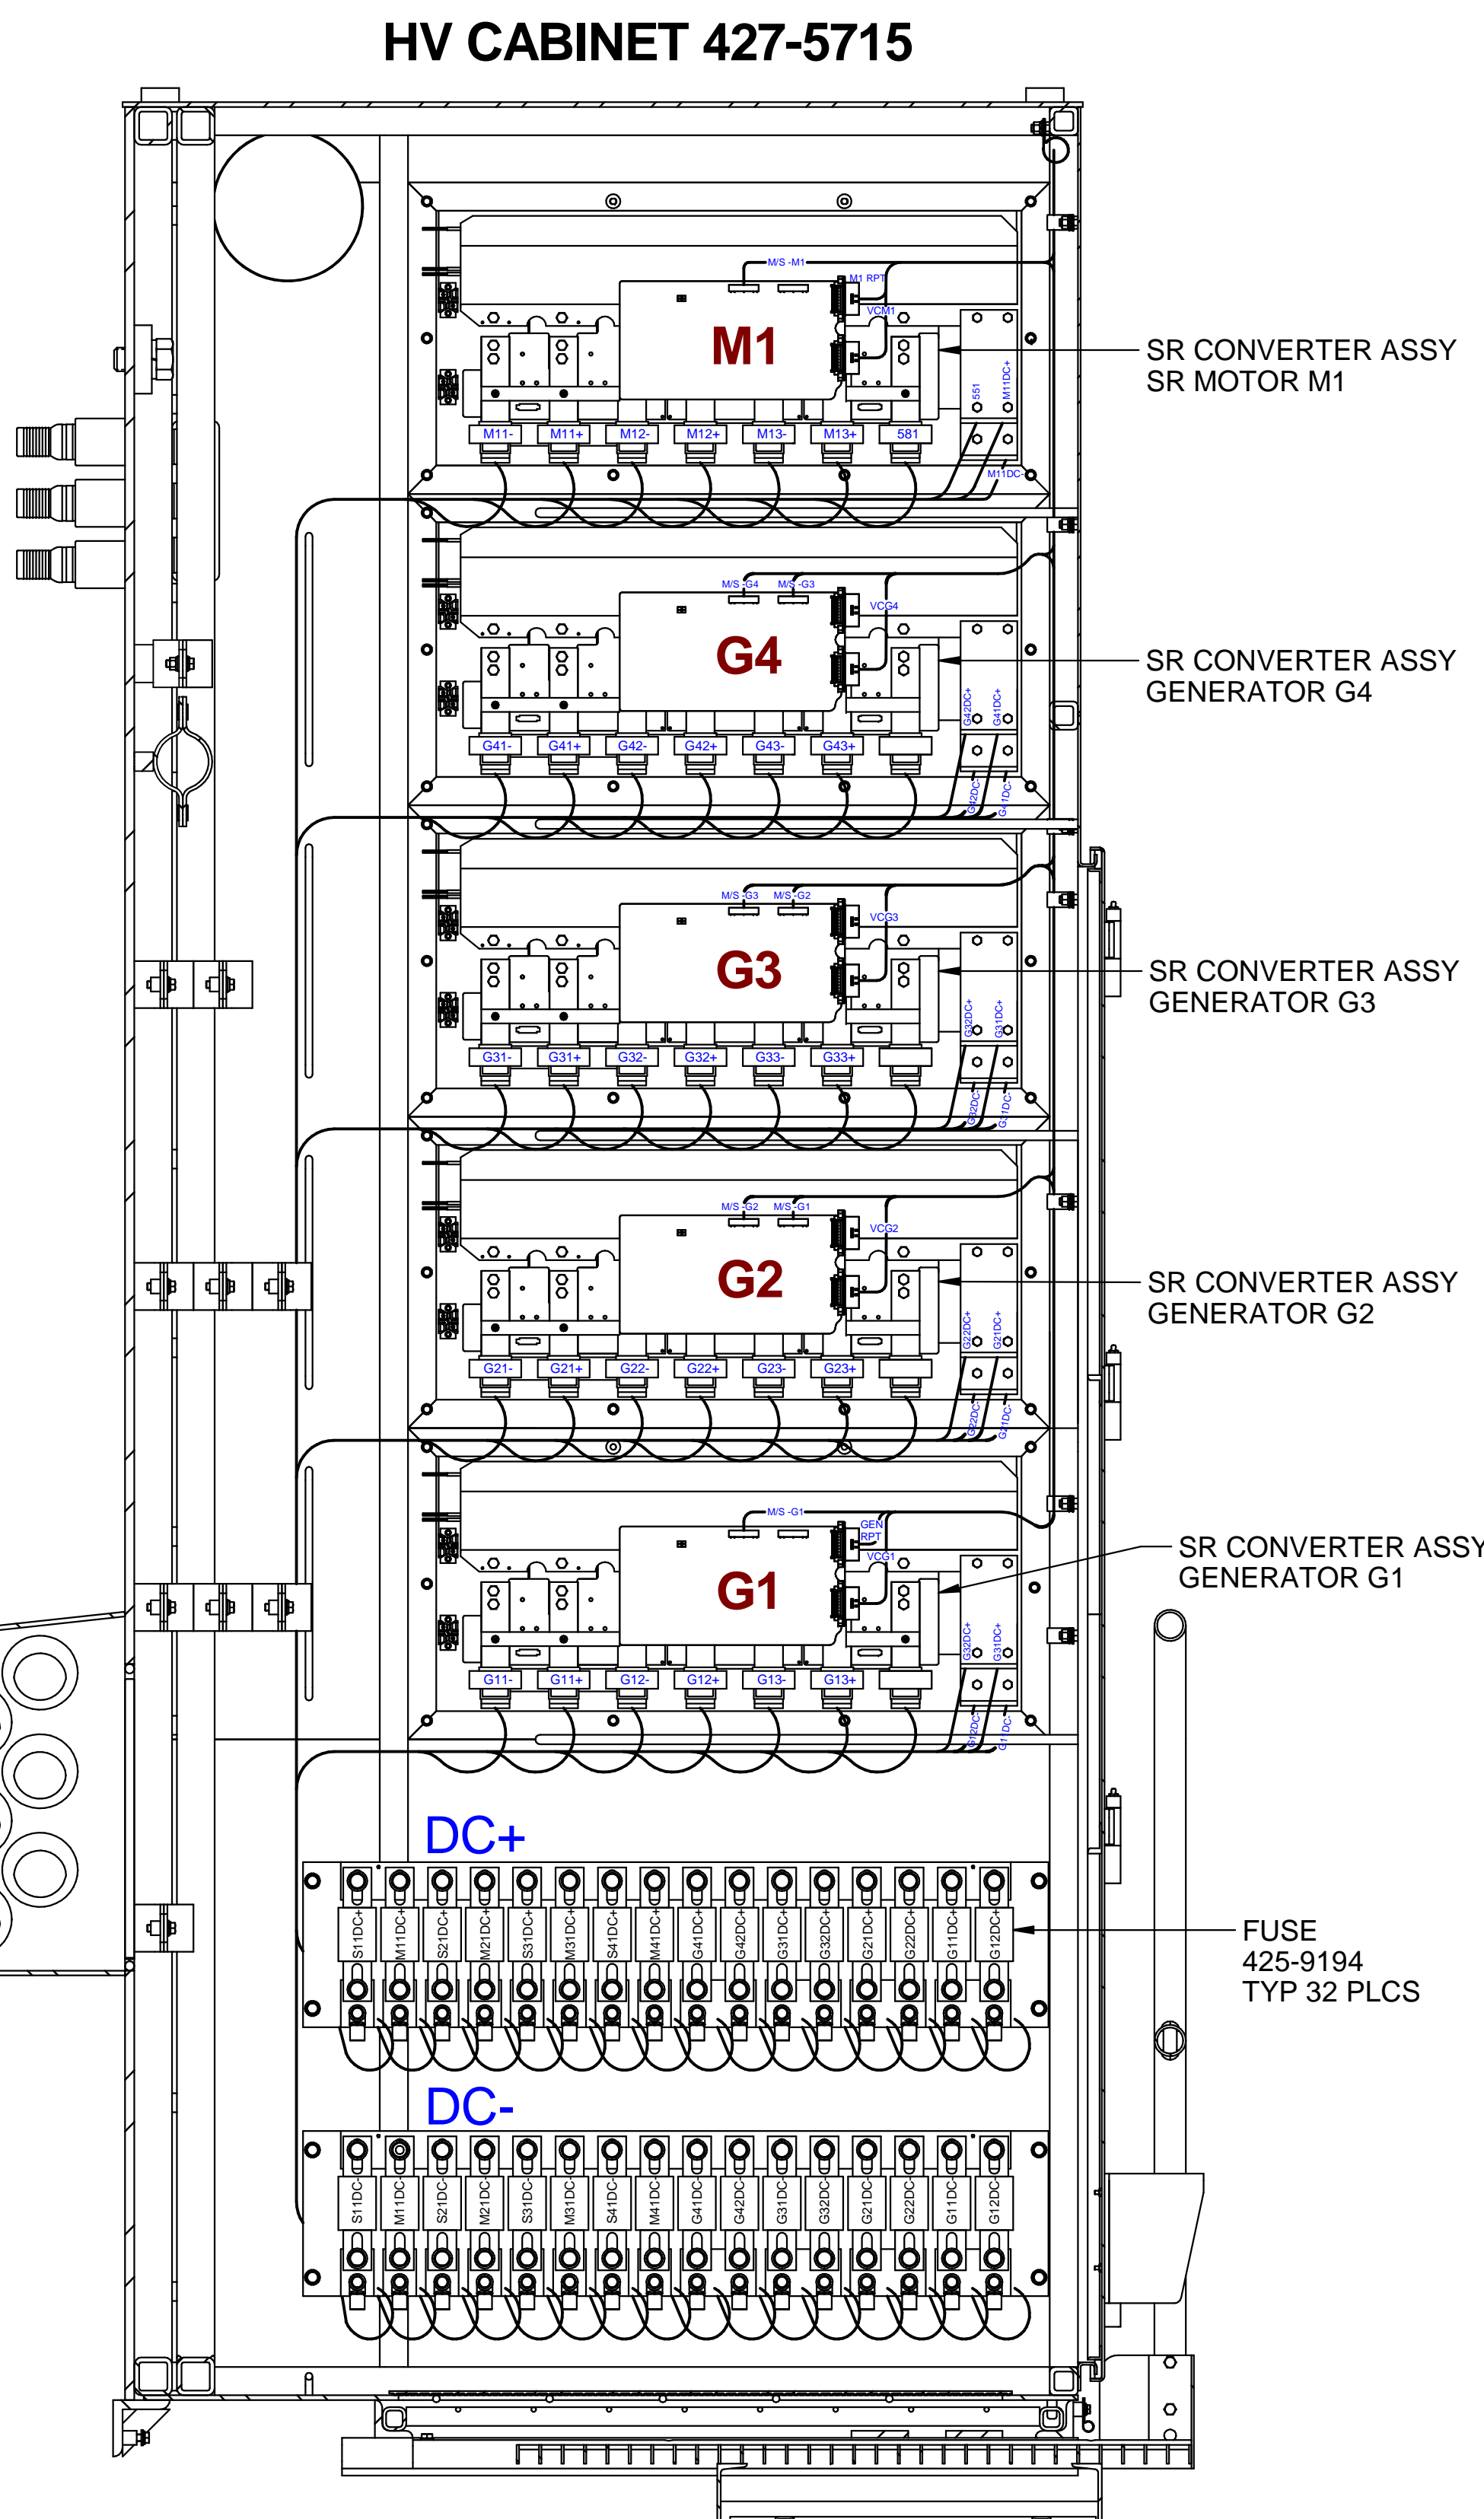 HV CABINET 427-5715
M/S -M1
M1 RPT
VCM1
M1
551
M11DC+
SR CONVERTER ASSY
SR MOTOR M1
M11- M11+ M12- M12+ M13- M13+ 581
M11DC-
M/S -G4 M/S -G3
VCG4
G4
SR CONVERTER ASSY
GENERATOR G4
G42DC+ G41DC+
G41- G41+ G42- G42+ G43- G43+
G42DC- G41DC-
M/S -G3 M/S -G2
VCG3
G3
SR CONVERTER ASSY
GENERATOR G3
G32DC+ G31DC+
G31- G31+ G32- G32+ G33- G33+
G32DC- G31DC-
M/S -G2 M/S -G1
VCG2
G2
SR CONVERTER ASSY
GENERATOR G2
G22DC+ G21DC+
G21- G21+ G22- G22+ G23- G23+
G22DC- G21DC-
M/S -G1
GEN
RPT
VCG1
G1
SR CONVERTER ASSY
GENERATOR G1
G32DC+ G31DC+
G11- G11+ G12- G12+ G13- G13+
G12DC- G11DC-
DC+
S11DC+ M11DC+ S21DC+ M21DC+ S31DC+ M31DC+ S41DC+ M41DC+ G41DC+ G42DC+ G31DC+ G32DC+ G21DC+ G22DC+ G11DC+ G12DC+
FUSE
425-9194
TYP 32 PLCS
DC-
S11DC- M11DC- S21DC- M21DC- S31DC- M31DC- S41DC- M41DC- G41DC- G42DC- G31DC- G32DC- G21DC- G22DC- G11DC- G12DC-